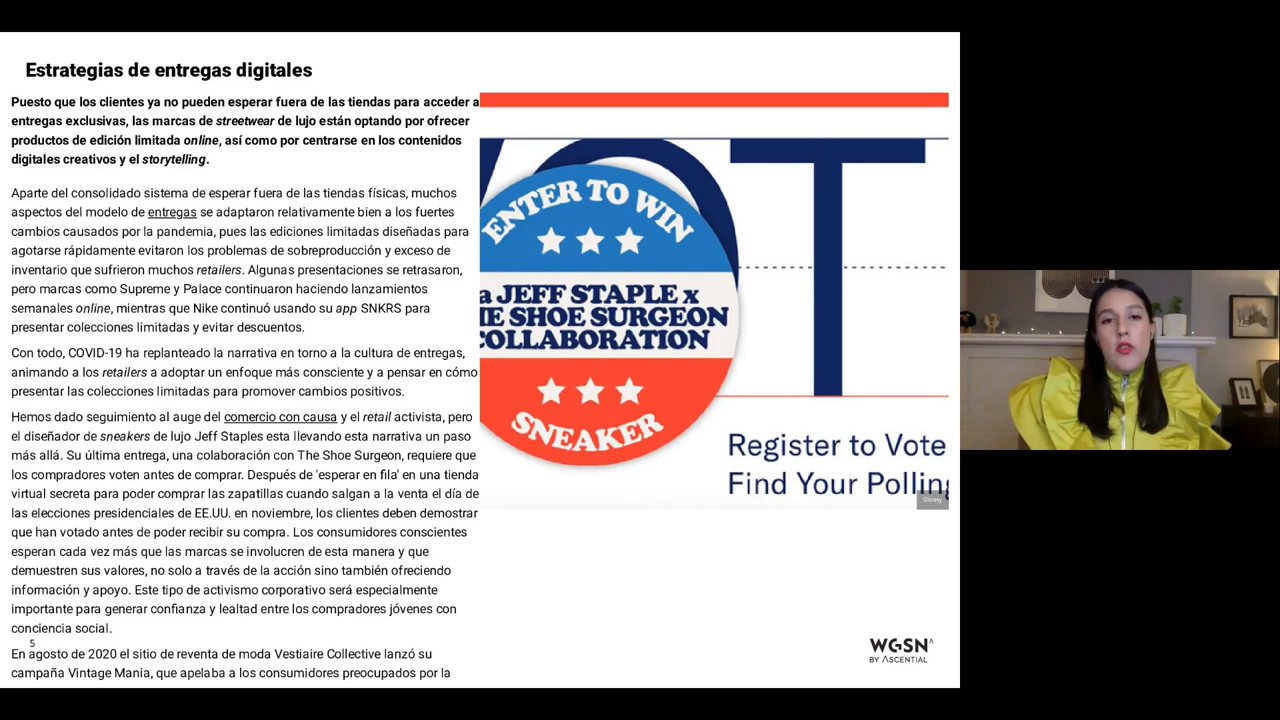 Estrategias de entregas digitales
Puesto que los clientes ya no pueden esperar fuera de las tiendas para acceder a
entregas exclusivas, las marcas de streetwear de lujo están optando por ofrecer
productos de edición limitada online, así como por centrarse en los contenidos
digitales creativos y el storytelling.
Aparte del consolidado sistema de esperar fuera de las tiendas físicas, muchos
aspectos del modelo de entregas se adaptaron relativamente bien a los fuertes
cambios causados por la pandemia, pues las ediciones limitadas diseñadas para
agotarse rápidamente evitaron los problemas de sobreproducción y exceso de
inventario que sufrieron muchos retailers. Algunas presentaciones se retrasaron,
pero marcas como Supreme y Palace continuaron haciendo lanzamientos
semanales online, mientras que Nike continuó usando su app SNKRS para
presentar colecciones limitadas y evitar descuentos.
Con todo, COVID-19 ha replanteado la narrativa en torno a la cultura de entregas,
animando a los retailers a adoptar un enfoque más consciente y a pensar en cómo
presentar las colecciones limitadas para promover cambios positivos.
Hemos dado seguimiento al auge del comercio con causa y el retail activista, pero
el diseñador de sneakers de lujo Jeff Staples esta llevando esta narrativa un paso
más allá. Su última entrega, una colaboración con The Shoe Surgeon, requiere que
los compradores voten antes de comprar. Después de 'esperar en fila' en una tienda
virtual secreta para poder comprar las zapatillas cuando salgan a la venta el día de
las elecciones presidenciales de EE.UU. en noviembre, los clientes deben demostrar
que han votado antes de poder recibir su compra. Los consumidores conscientes
esperan cada vez más que las marcas se involucren de esta manera y que
demuestren sus valores, no solo a través de la acción sino también ofreciendo
información y apoyo. Este tipo de activismo corporativo será especialmente
importante para generar confianza y lealtad entre los compradores jóvenes con
conciencia social.
5
En agosto de 2020 el sitio de reventa de moda Vestiaire Collective lanzó su
campaña Vintage Mania, que apelaba a los consumidores preocupados por la
OT
ENTER TO WIN
a JEFF STAPLE x
HE SHOE SURGEON
COLLABORATION
SNEAKER
Register to Vote
Find Your Polling
Glossy
WGSN
BY ASCENTIAL